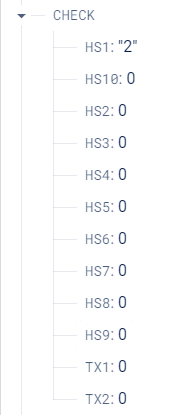 CHECK
HS1: "2"
HS10: 0
HS2: 0
HS3: 0
HS4: 0
HS5: 0
HS6: 0
HS7: 0
HS8: 0
HS9: 0
TX1: 0
TX2: 0